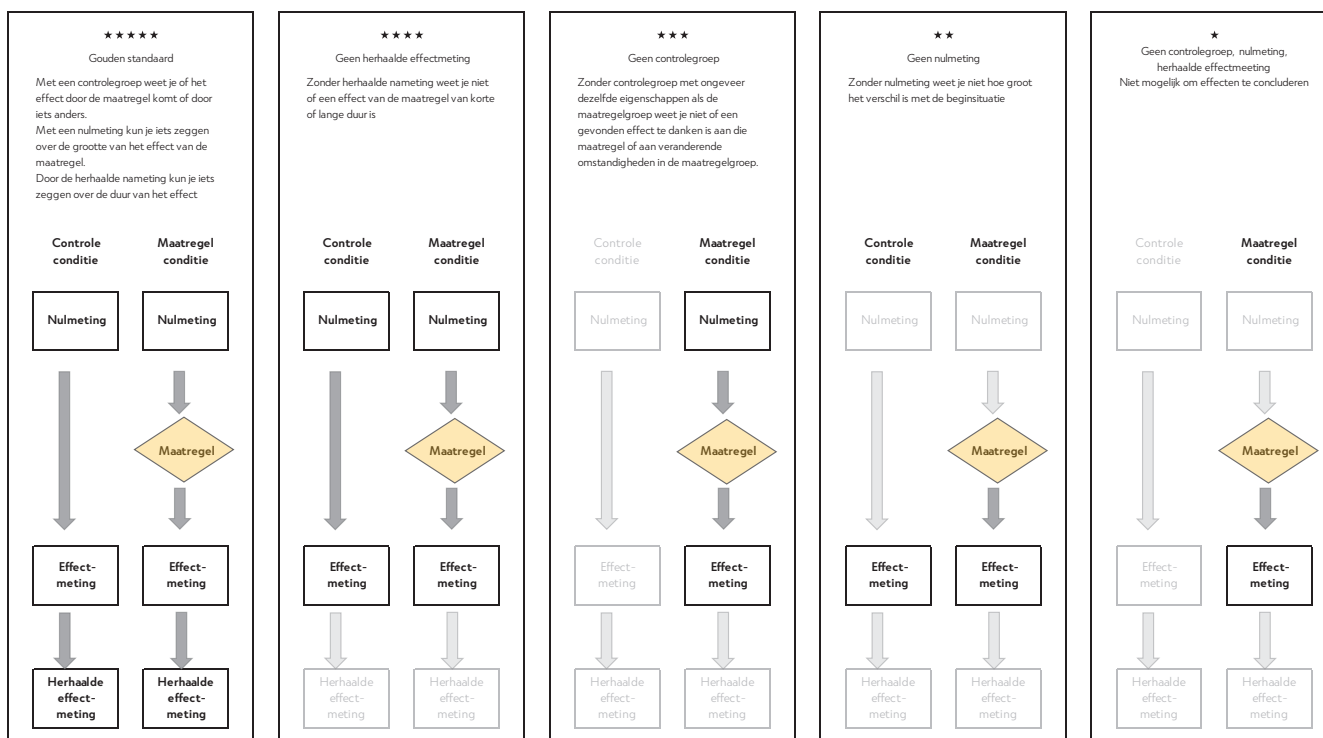 ★★★★★
Gouden standaard
Met een controlegroep weet je of het
effect door de maatregel komt of door
iets anders.
Met een nulmeting kun je iets zeggen
over de grootte van het effect van de
maatregel.
Door de herhaalde nameting kun je iets
zeggen over de duur van het effect
Controle
conditie
Maatregel
conditie
Nulmeting
Nulmeting
Maatregel
Effect-
meting
Effect-
meting
Herhaalde
effect-
meting
Herhaalde
effect-
meting
★★★★
Geen herhaalde effectmeting
Zonder herhaalde nameting weet je niet
of een effect van de maatregel van korte
of lange duur is
Controle
conditie
Maatregel
conditie
Nulmeting
Nulmeting
Maatregel
Effect-
meting
Effect-
meting
Herhaalde
effect-
meting
Herhaalde
effect-
meting
★★★
Geen controlegroep
Zonder controlegroep met ongeveer
dezelfde eigenschappen als de
maatregelgroep weet je niet of een
gevonden effect te danken is aan die
maatregel of aan veranderende
omstandigheden in de maatregelgroep.
Controle
conditie
Maatregel
conditie
Nulmeting
Nulmeting
Maatregel
Effect-
meting
Effect-
meting
Herhaalde
effect-
meting
Herhaalde
effect-
meting
★★
Geen nulmeting
Zonder nulmeting weet je niet hoe groot
het verschil is met de beginsituatie
Controle
conditie
Maatregel
conditie
Nulmeting
Nulmeting
Maatregel
Effect-
meting
Effect-
meting
Herhaalde
effect-
meting
Herhaalde
effect-
meting
★
Geen controlegroep, nulmeting,
herhaalde effectmeeting
Niet mogelijk om effecten te concluderen
Controle
conditie
Maatregel
conditie
Nulmeting
Nulmeting
Maatregel
Effect-
meting
Effect-
meting
Herhaalde
effect-
meting
Herhaalde
effect-
meting